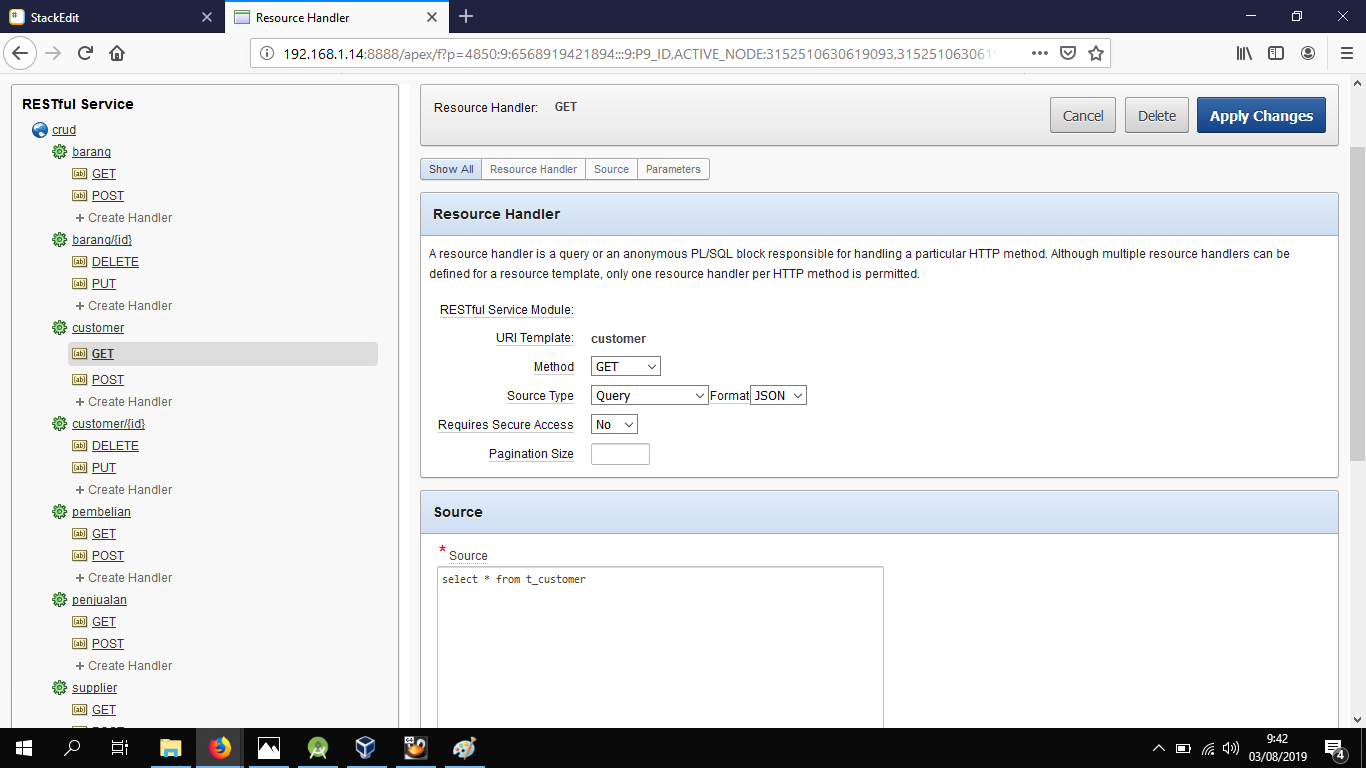 StackEdit
Resource Handler
192.168.1.14:8888/apex/f?p=4850:9:6568919421894:::9:P9_ID,ACTIVE_NODE:3152510630619093,315251063061
RESTful Service
crud
barang
GET
POST
+ Create Handler
barang/{id}
DELETE
PUT
+ Create Handler
customer
GET
POST
+ Create Handler
customer/{id}
DELETE
PUT
+ Create Handler
pembelian
GET
POST
+ Create Handler
penjualan
GET
POST
+ Create Handler
supplier
GET
Resource Handler: GET
Cancel Delete Apply Changes
Show All Resource Handler Source Parameters
Resource Handler
A resource handler is a query or an anonymous PL/SQL block responsible for handling a particular HTTP method. Although multiple resource handlers can be
defined for a resource template, only one resource handler per HTTP method is permitted.
RESTful Service Module:
URI Template: customer
Method GET
Source Type Query Format JSON
Requires Secure Access No
Pagination Size
Source
* Source
select * from t_customer
9:42
03/08/2019
4